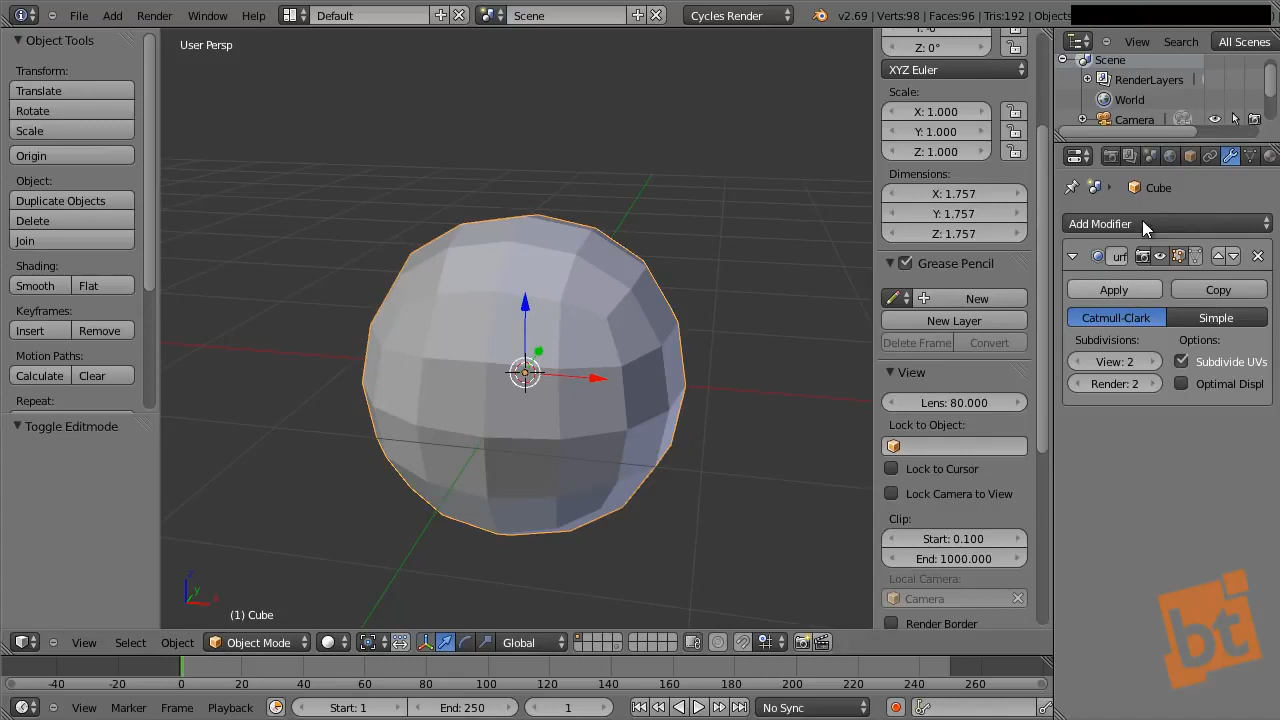 File Add Render Window Help Default Scene Cycles Render v2.69 | Verts:98 | Faces:96 | Tris:192 | Objects
Object Tools
Transform:
Translate
Rotate
Scale
Origin
Object:
Duplicate Objects
Delete
Join
Shading:
Smooth Flat
Keyframes:
Insert Remove
Motion Paths:
Calculate Clear
Repeat:
Toggle Editmode
User Persp
(1) Cube
Z: 0°
XYZ Euler
Scale:
X: 1.000
Y: 1.000
Z: 1.000
Dimensions:
X: 1.757
Y: 1.757
Z: 1.757
Grease Pencil
New
New Layer
Delete Frame Convert
View
Lens: 80.000
Lock to Object:
Lock to Cursor
Lock Camera to View
Clip:
Start: 0.100
End: 1000.000
Local Camera:
Camera
Render Border
View Search All Scenes
Scene
RenderLayers
World
Camera
Cube
Add Modifier
urf
Apply Copy
Catmull-Clark Simple
Subdivisions: Options:
View: 2 Subdivide UVs
Render: 2 Optimal Displ
bt
View Select Object Object Mode Global
-40 -20 0 20 40 60 80 100 120 140 160 180 200 220 240 260
View Marker Frame Playback Start: 1 End: 250 1 No Sync